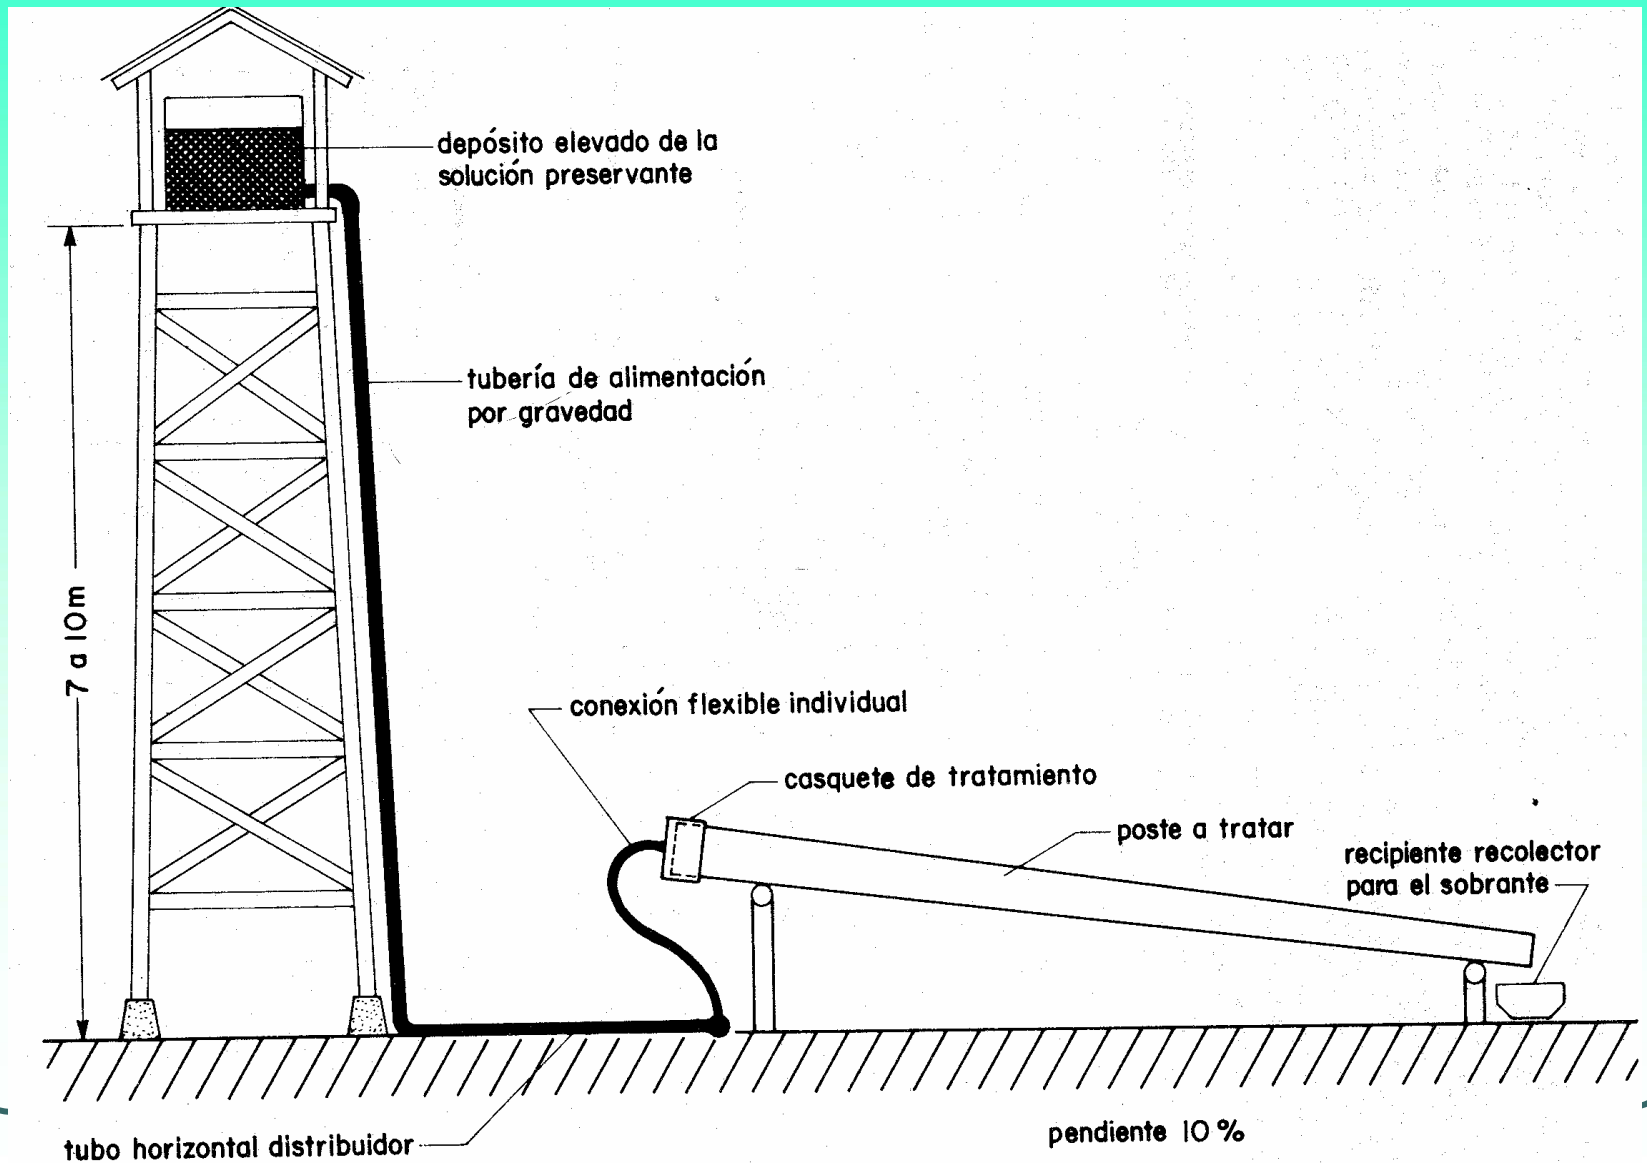 depósito elevado de la
solución preservante
tubería de alimentación
por gravedad
7 a 10m
conexión flexible individual
casquete de tratamiento
poste a tratar
recipiente recolector
para el sobrante
tubo horizontal distribuidor
pendiente 10 %